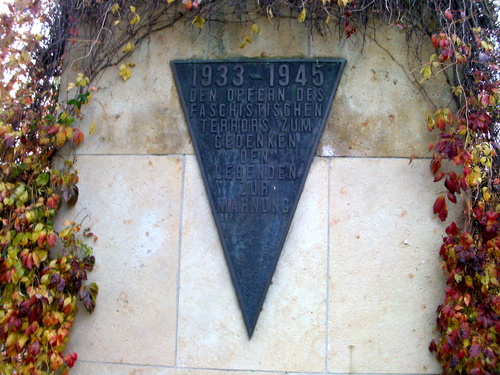 1933-1945
DEN OPFERN DES
FASCHISTISCHEN
TERRORS ZUM
GEDENKEN
DEN
LEBENDEN
ZUR
MAHNUNG